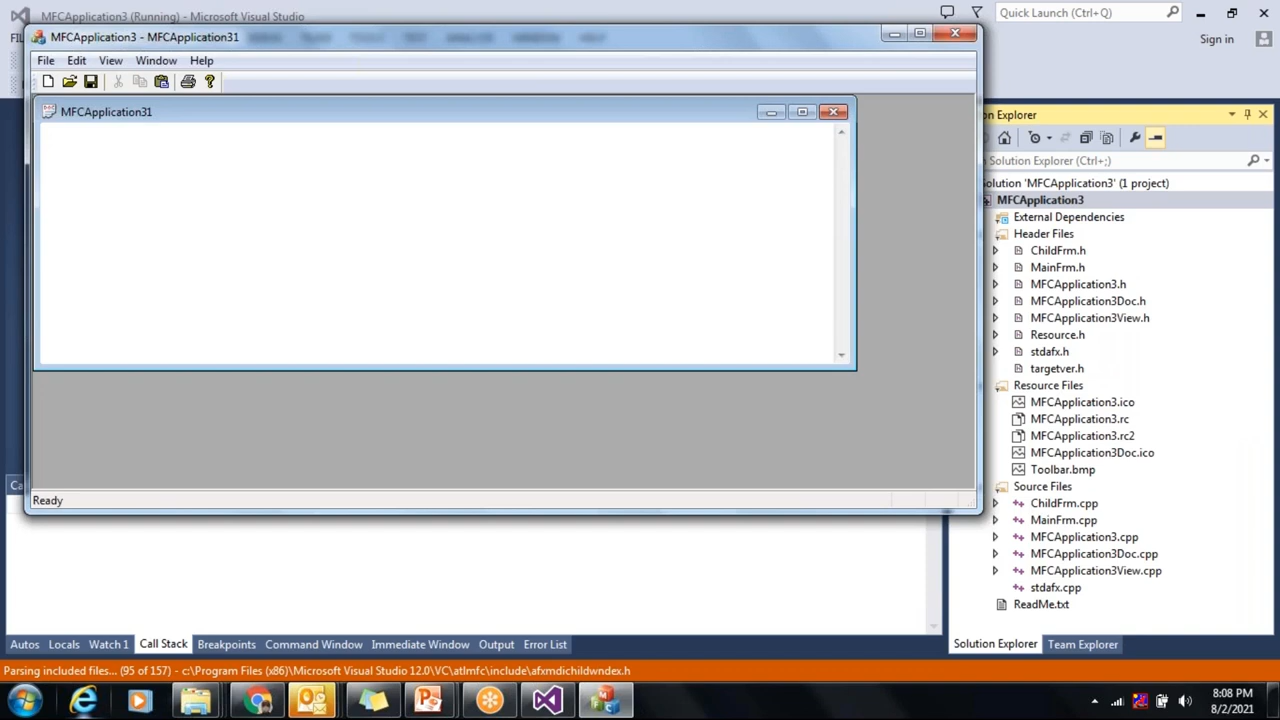 MFCApplication3 (Running) - Microsoft Visual Studio
Quick Launch (Ctrl+Q)
Sign in
MFCApplication3 - MFCApplication31
File Edit View Window Help
MFCApplication31
Ready
on Explorer
Solution Explorer (Ctrl+;)
Solution 'MFCApplication3' (1 project)
MFCApplication3
External Dependencies
Header Files
ChildFrm.h
MainFrm.h
MFCApplication3.h
MFCApplication3Doc.h
MFCApplication3View.h
Resource.h
stdafx.h
targetver.h
Resource Files
MFCApplication3.ico
MFCApplication3.rc
MFCApplication3.rc2
MFCApplication3Doc.ico
Toolbar.bmp
Source Files
ChildFrm.cpp
MainFrm.cpp
MFCApplication3.cpp
MFCApplication3Doc.cpp
MFCApplication3View.cpp
stdafx.cpp
ReadMe.txt
Autos Locals Watch 1 Call Stack Breakpoints Command Window Immediate Window Output Error List
Solution Explorer Team Explorer
Parsing included files... (95 of 157) - c:\Program Files (x86)\Microsoft Visual Studio 12.0\VC\atlmfc\include\afxmdichildwndex.h
8:08 PM
8/2/2021